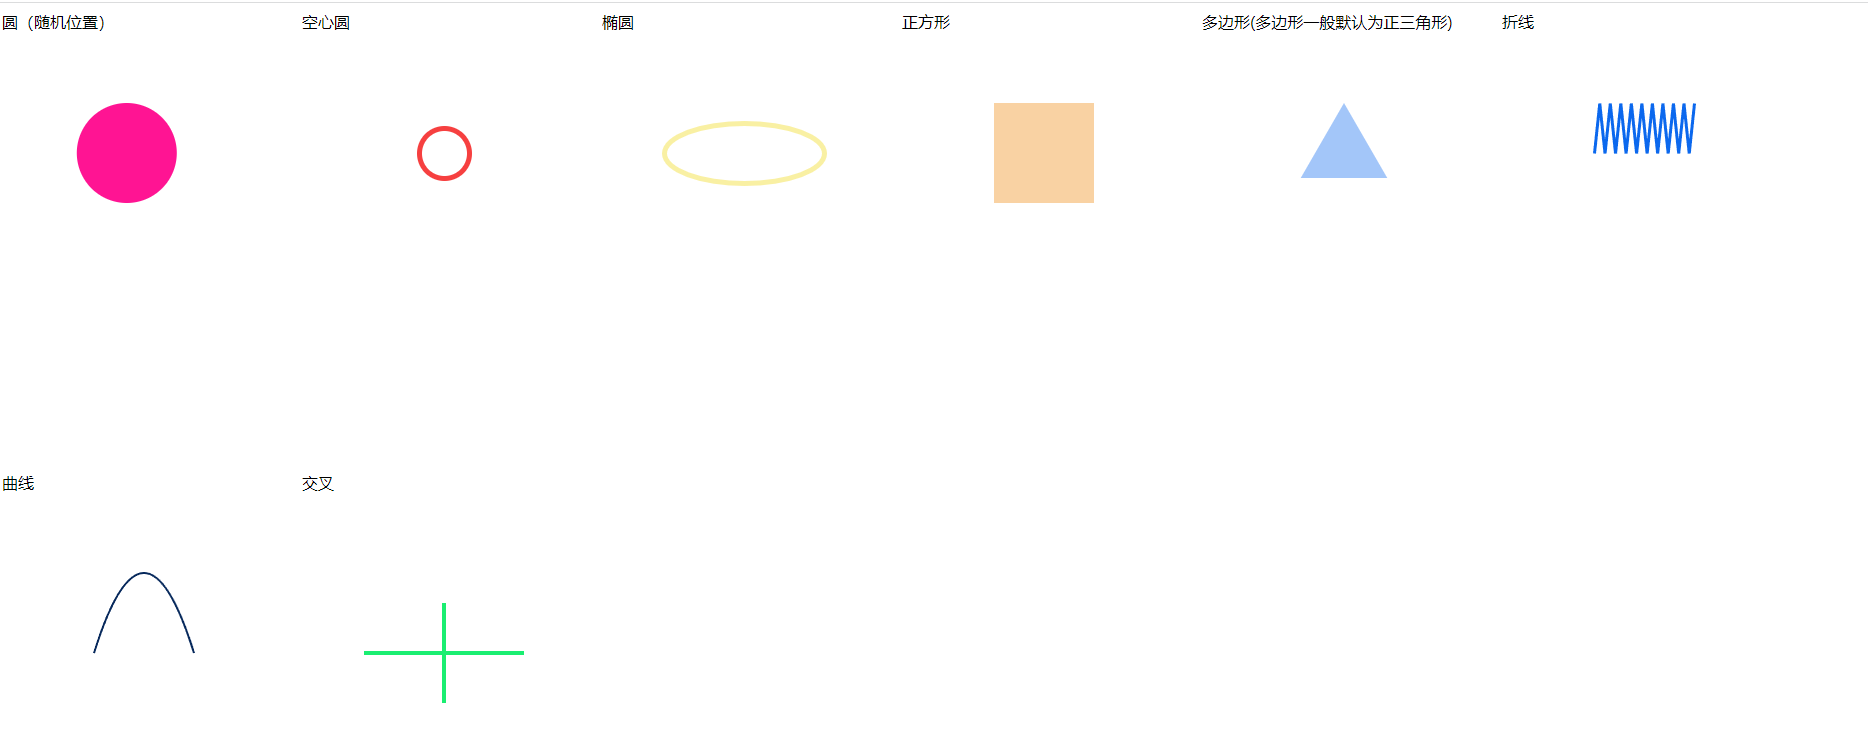 圆（随机位置）
空心圆
椭圆
正方形
多边形(多边形一般默认为正三角形)
折线
曲线
交叉